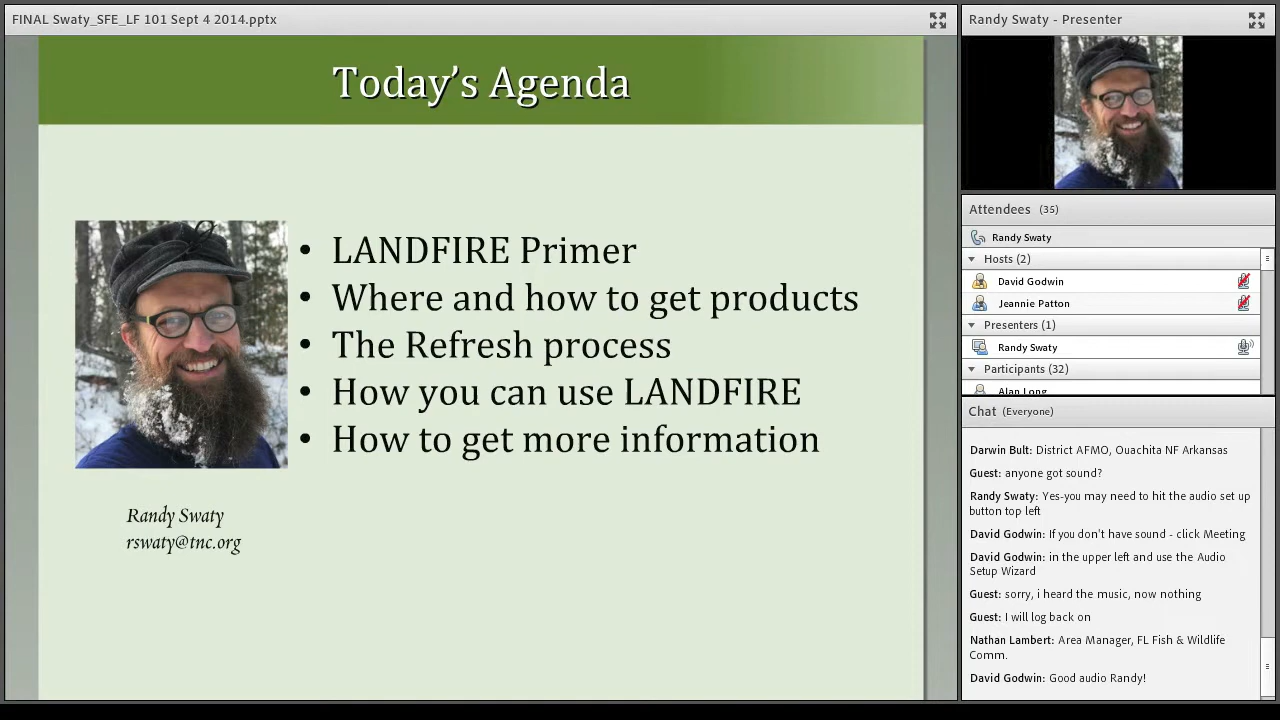 FINAL Swaty_SFE_LF 101 Sept 4 2014.pptx
Today's Agenda
• LANDFIRE Primer
• Where and how to get products
• The Refresh process
• How you can use LANDFIRE
• How to get more information
Randy Swaty
rswaty@tnc.org
Randy Swaty - Presenter
Attendees (35)
Randy Swaty
Hosts (2)
David Godwin
Jeannie Patton
Presenters (1)
Randy Swaty
Participants (32)
Alan Long
Chat (Everyone)
Darwin Bult: District AFMO, Ouachita NF Arkansas
Guest: anyone got sound?
Randy Swaty: Yes-you may need to hit the audio set up
button top left
David Godwin: If you don't have sound - click Meeting
David Godwin: in the upper left and use the Audio
Setup Wizard
Guest: sorry, i heard the music, now nothing
Guest: I will log back on
Nathan Lambert: Area Manager, FL Fish & Wildlife
Comm.
David Godwin: Good audio Randy!